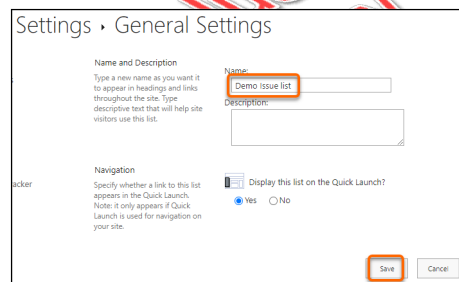 Settings › General Settings
Name and Description
Type a new name as you want it
to appear in headings and links
throughout the site. Type
descriptive text that will help site
visitors use this list.
Name:
Demo Issue list
Description:
acker
Navigation
Specify whether a link to this list
appears in the Quick Launch.
Note: it only appears if Quick
Launch is used for navigation on
your site.
Display this list on the Quick Launch?
Yes No
Save Cancel